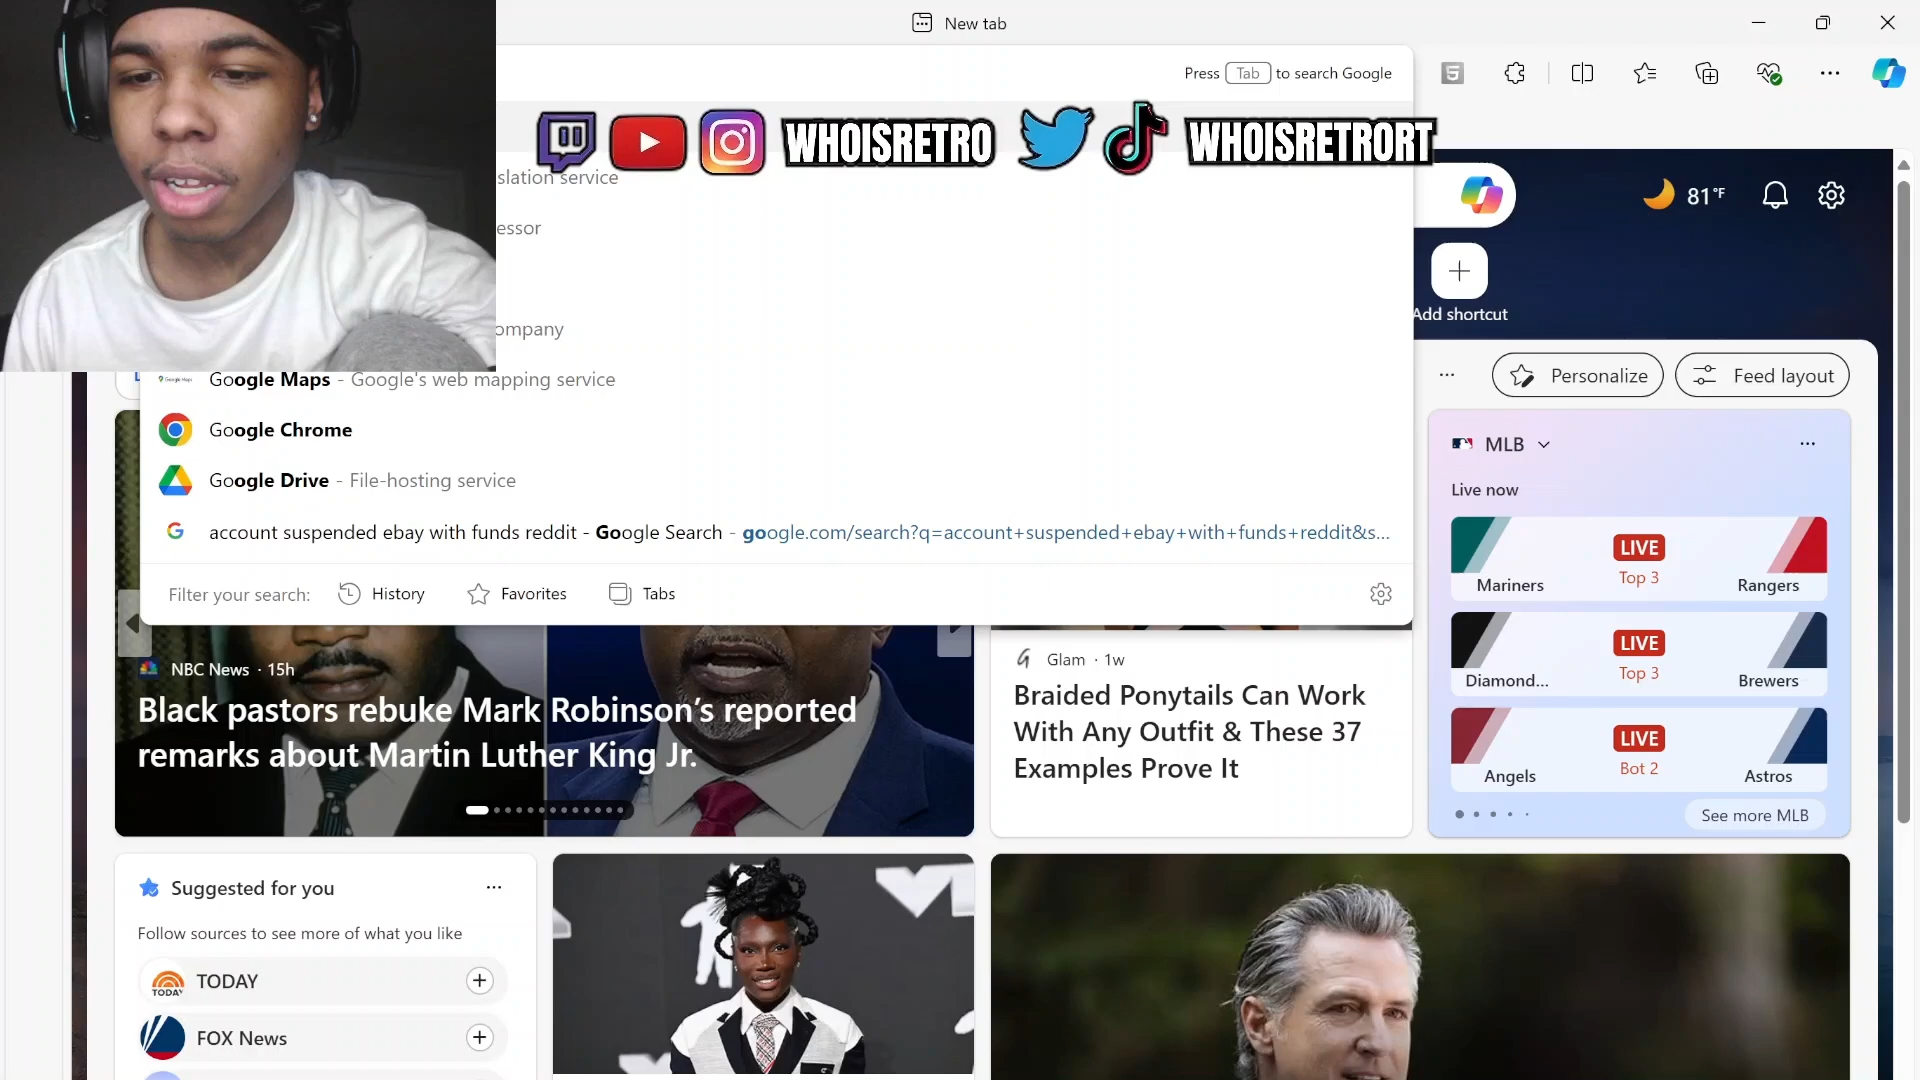 New tab
Press Tab to search Google
WHOISRETRO
WHOISRETRORT
slation service
essor
ompany
81°F
Add shortcut
Google Maps - Google's web mapping service
Google Chrome
Google Drive - File-hosting service
account suspended ebay with funds reddit - Google Search - google.com/search?q=account+suspended+ebay+with+funds+reddit&s...
Filter your search:
History
Favorites
Tabs
Personalize
Feed layout
MLB
Live now
LIVE
Mariners
Top 3
Rangers
LIVE
Diamond...
Top 3
Brewers
LIVE
Angels
Bot 2
Astros
See more MLB
NBC News · 15h
Black pastors rebuke Mark Robinson's reported
remarks about Martin Luther King Jr.
Glam · 1w
Braided Ponytails Can Work
With Any Outfit & These 37
Examples Prove It
Suggested for you
Follow sources to see more of what you like
TODAY
TODAY
FOX News